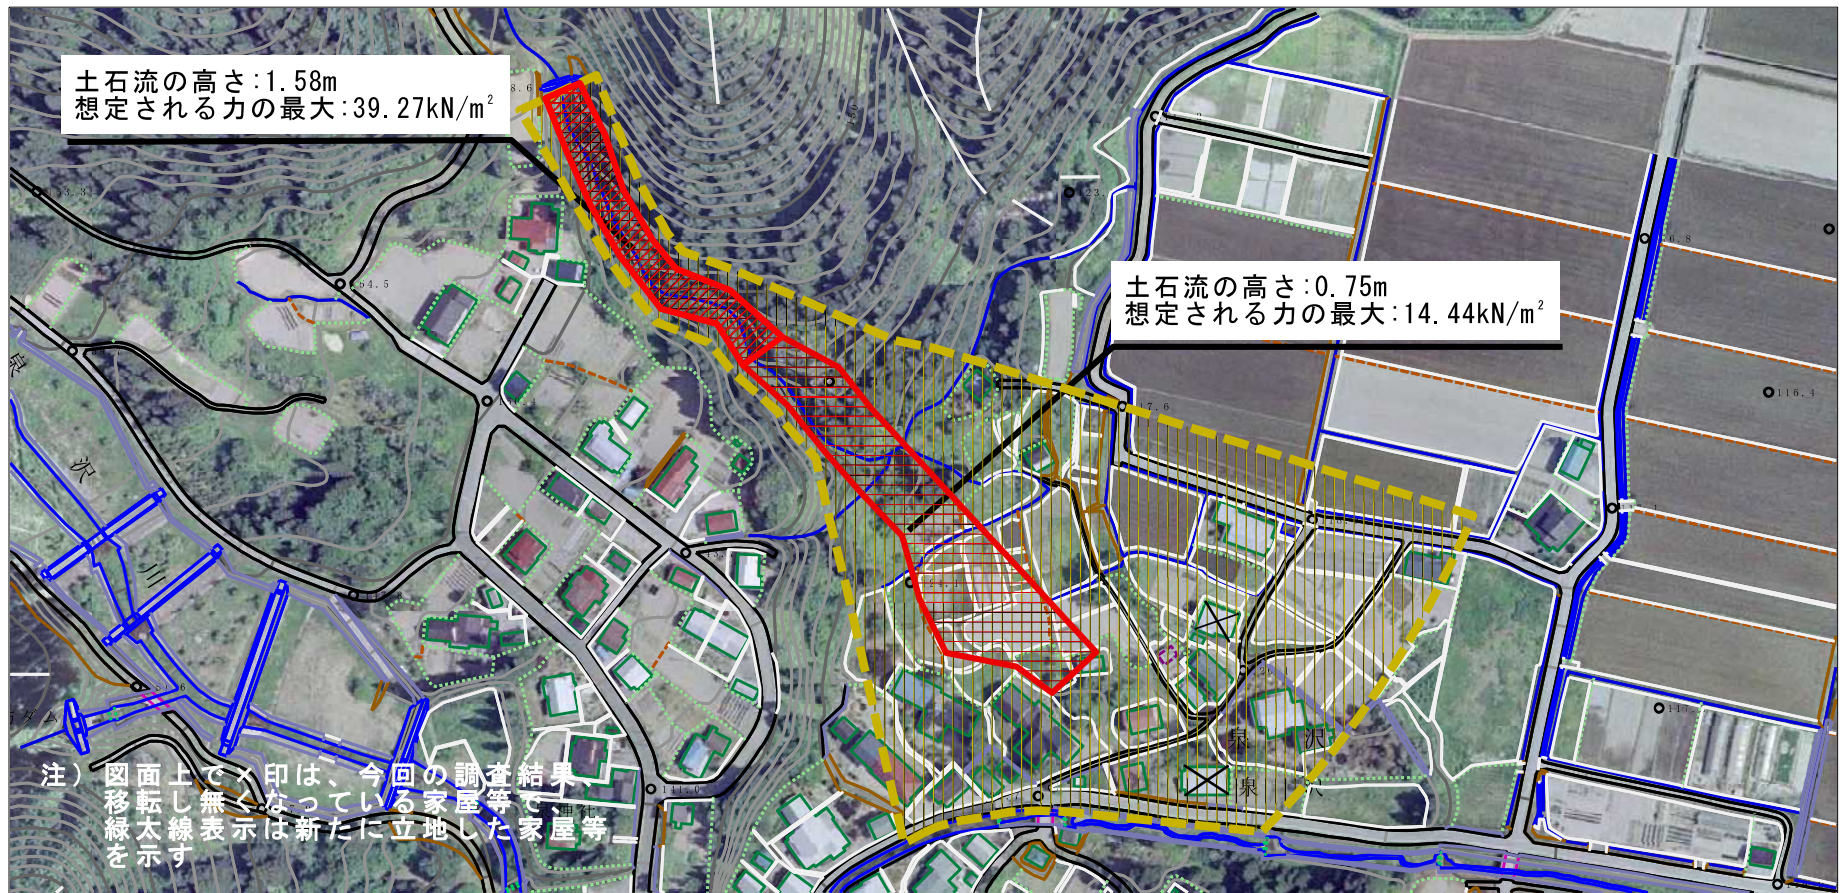 土石流の高さ:1.58m
想定される力の最大:39.27kN/m²
土石流の高さ:0.75m
想定される力の最大:14.44kN/m²
116.4
泉
沢
川
泉 沢
泉
注) 図面上で×印は、今回の調査結果、
移転し無くなっている家屋等で、
緑太線表示は新たに立地した家屋等
を示す